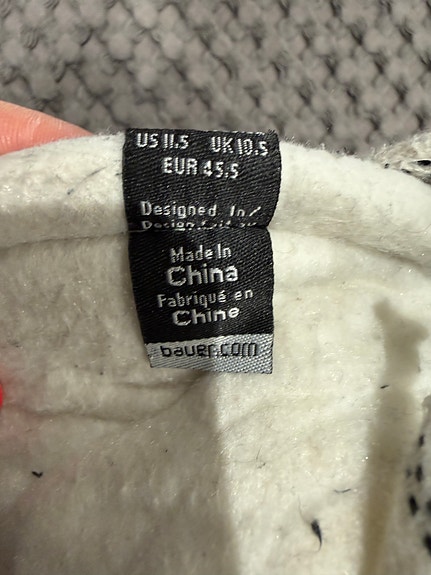 US 11.5 UK 10.5
EUR 45.5
Designed In/
Made In
China
Fabriqué en
Chine
bauer.com